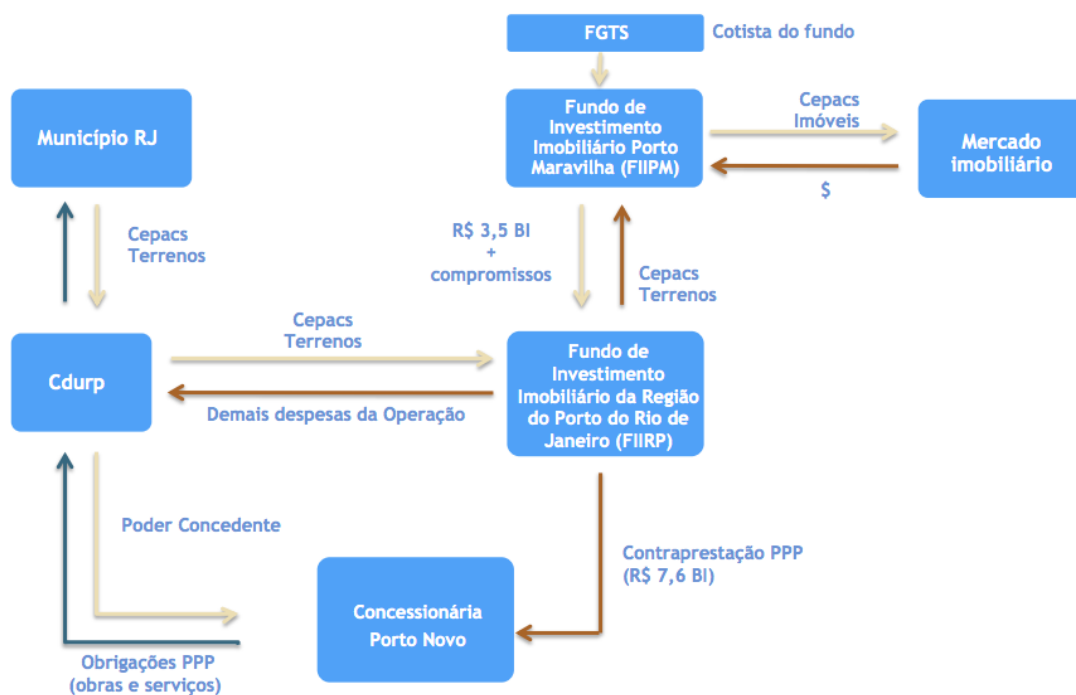 FGTS
Cotista do fundo
Município RJ
Fundo de
Investimento
Imobiliário Porto
Maravilha (FIIPM)
Cepacs
Imóveis
Mercado
imobiliário
$
Cepacs
Terrenos
R$ 3,5 BI
+
compromissos
Cepacs
Terrenos
Cdurp
Cepacs
Terrenos
Demais despesas da Operação
Fundo de
Investimento
Imobiliário da Região
do Porto do Rio de
Janeiro (FIIRP)
Poder Concedente
Contraprestação PPP
(R$ 7,6 BI)
Concessionária
Porto Novo
Obrigações PPP
(obras e serviços)